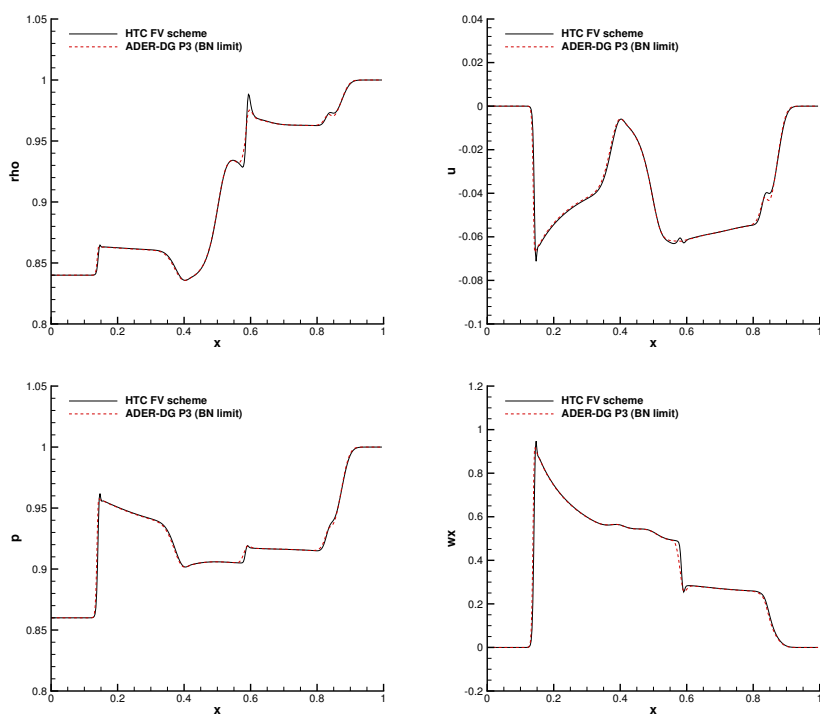 1.05
HTC FV scheme
ADER-DG P3 (BN limit)
1
0.95
rho
0.9
0.85
0.8
0 0.2 0.4 0.6 0.8 1
x
HTC FV scheme
ADER-DG P3 (BN limit)
0
-0.02
-0.04
u
-0.06
-0.08
-0.1
0 0.2 0.4 0.6 0.8 1
x
1.05
HTC FV scheme
ADER-DG P3 (BN limit)
1
0.95
p
0.9
0.85
0.8
0 0.2 0.4 0.6 0.8 1
x
1.2
HTC FV scheme
ADER-DG P3 (BN limit)
1
0.8
0.6
wx
0.4
0.2
0
-0.2
0 0.2 0.4 0.6 0.8 1
x